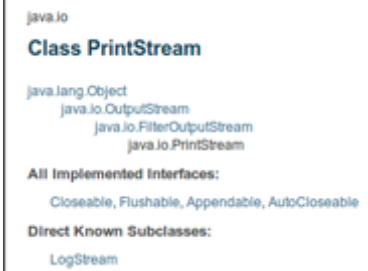 java.io
Class PrintStream
java.lang.Object
java.io.OutputStream
java.io.FilterOutputStream
java.io.PrintStream
All Implemented Interfaces:
Closeable, Flushable, Appendable, AutoCloseable
Direct Known Subclasses:
LogStream